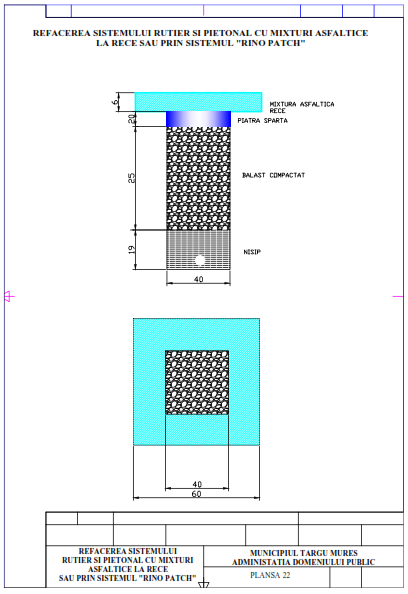 REFACEREA SISTEMULUI RUTIER SI PIETONAL CU MIXTURI ASFALTICE
LA RECE SAU PRIN SISTEMUL "RINO PATCH"
6
MIXTURA ASFALTICA
RECE
20
PIATRA SPARTA
25
BALAST COMPACTAT
19
NISIP
40
40
60
REFACEREA SISTEMULUI
RUTIER SI PIETONAL CU MIXTURI
ASFALTICE LA RECE
SAU PRIN SISTEMUL "RINO PATCH"
MUNICIPIUL TARGU MURES
ADMINISTATIA DOMENIULUI PUBLIC
PLANSA 22